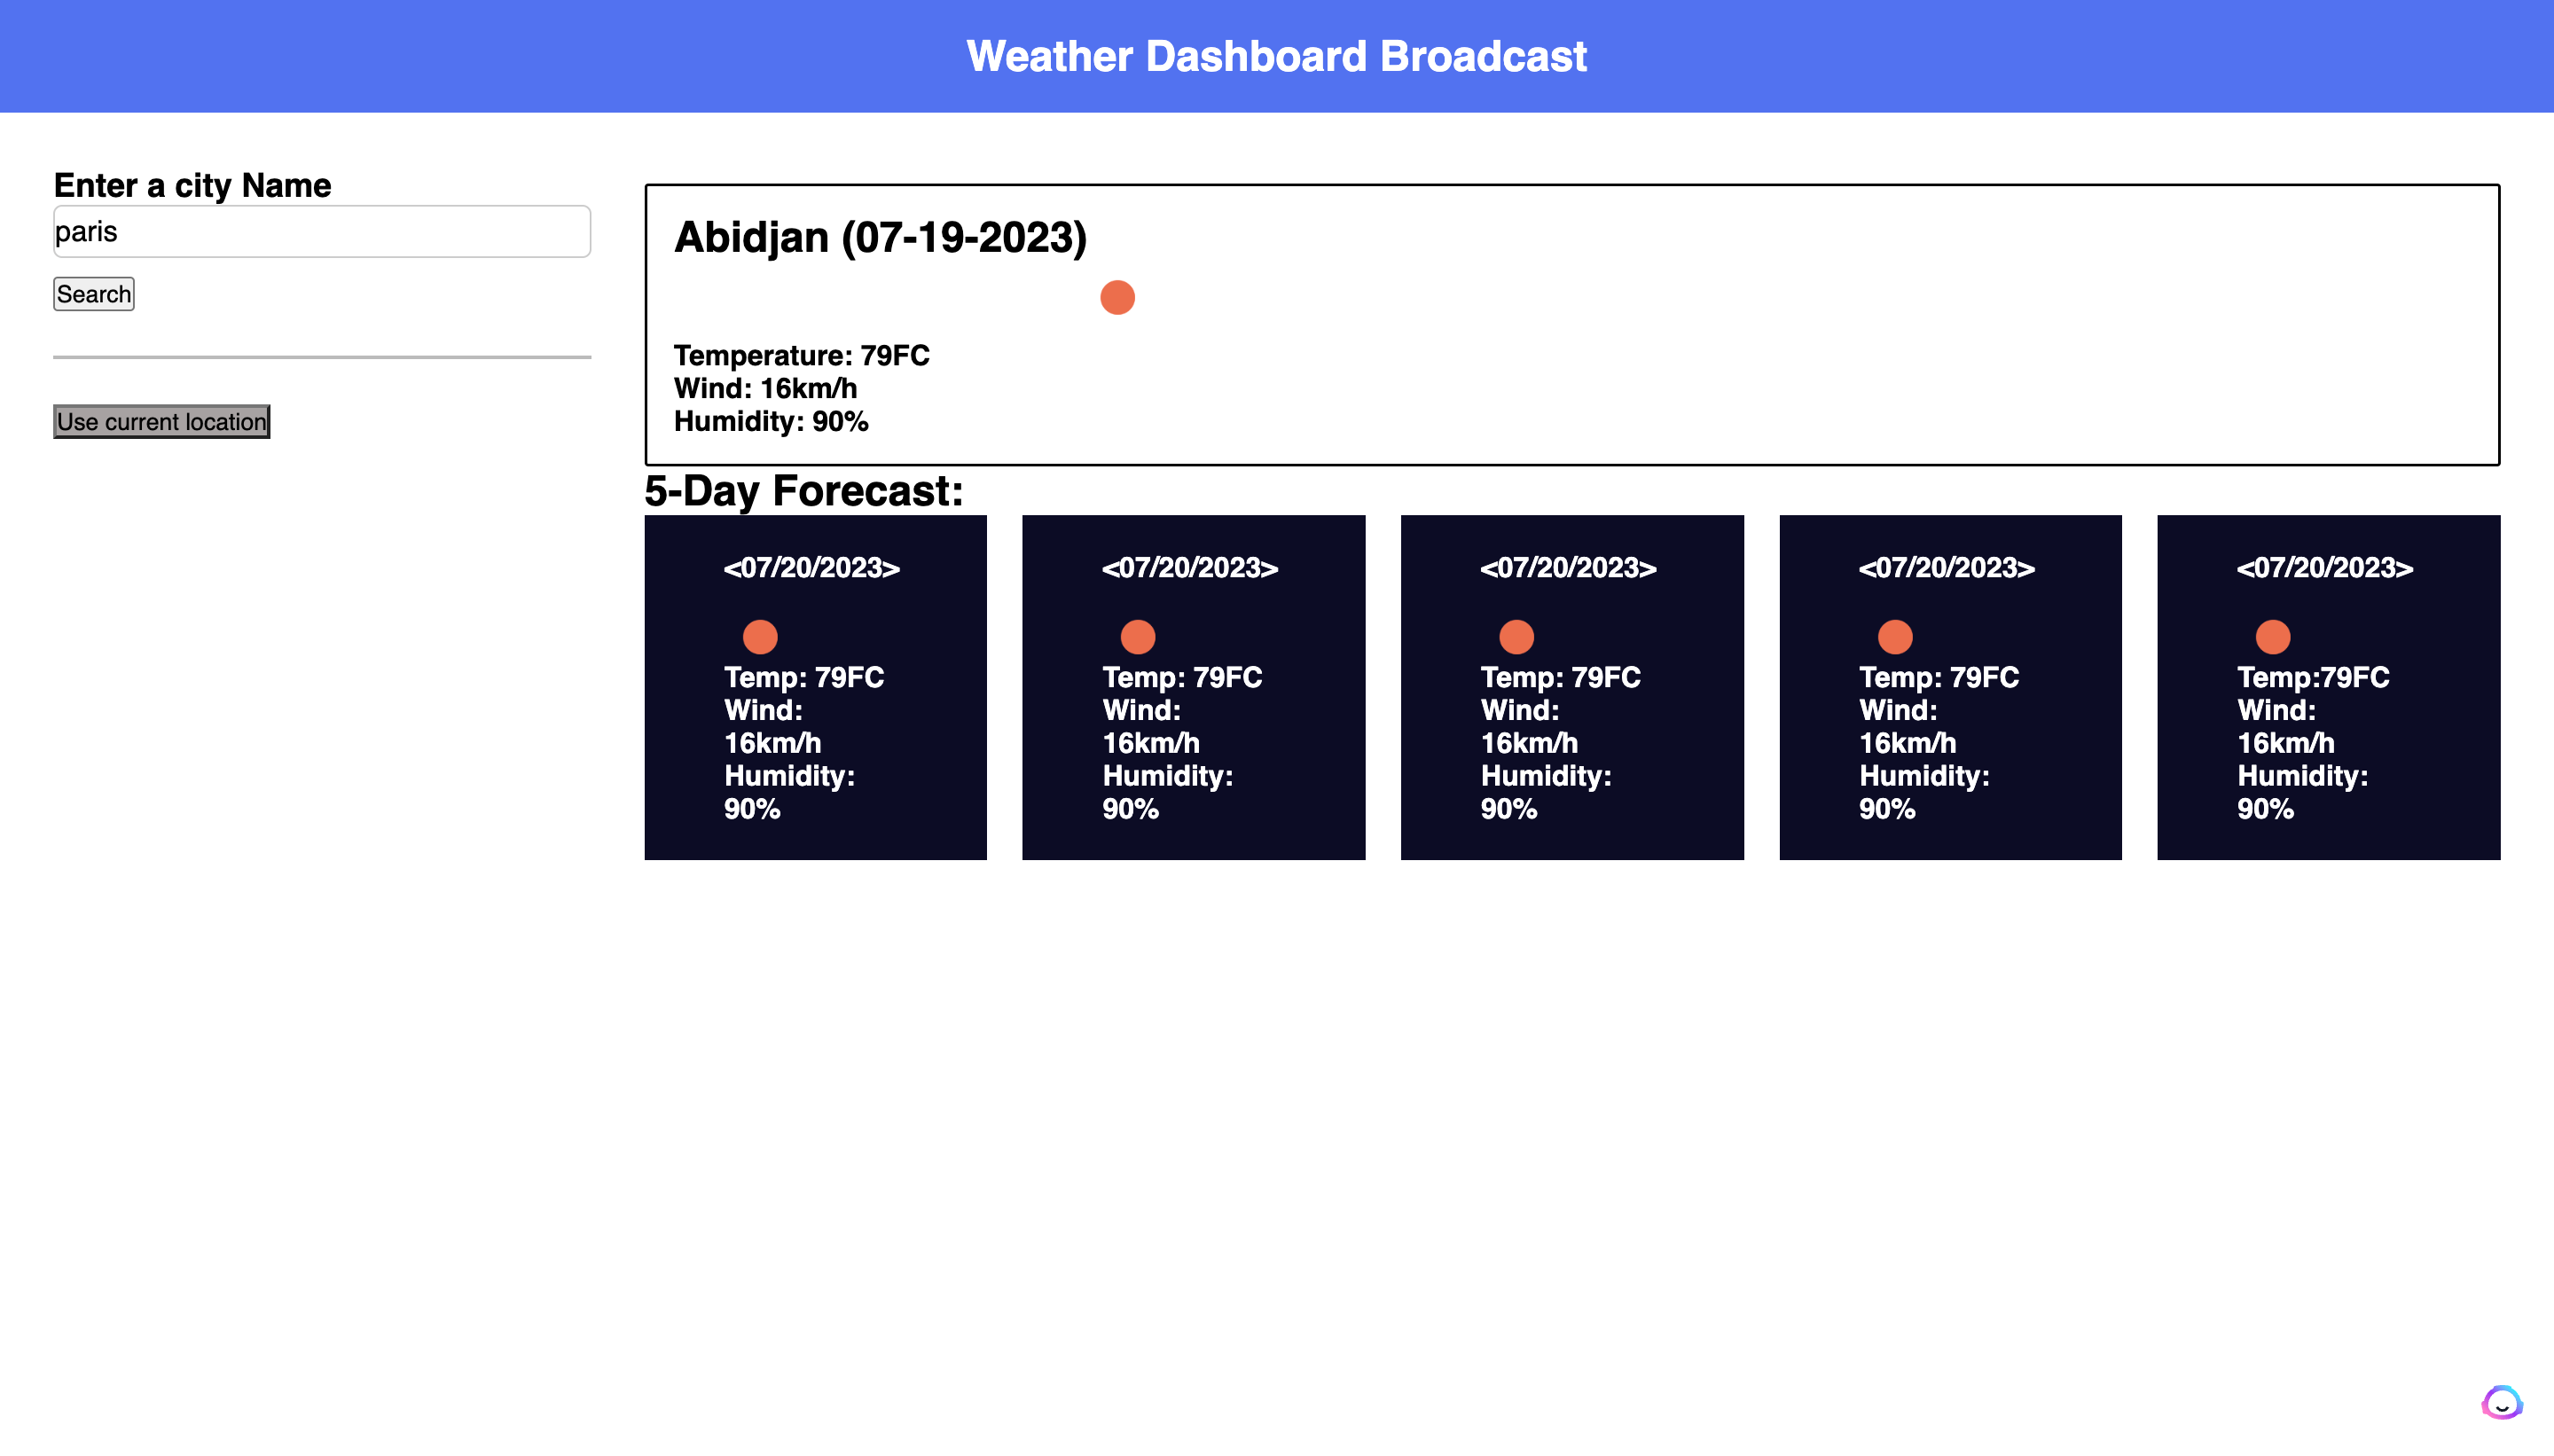 Weather Dashboard Broadcast
Enter a city Name
paris
Search
Use current location
Abidjan (07-19-2023)
Temperature: 79FC
Wind: 16km/h
Humidity: 90%
5-Day Forecast:
<07/20/2023>
Temp: 79FC
Wind:
16km/h
Humidity:
90%
<07/20/2023>
Temp: 79FC
Wind:
16km/h
Humidity:
90%
<07/20/2023>
Temp: 79FC
Wind:
16km/h
Humidity:
90%
<07/20/2023>
Temp: 79FC
Wind:
16km/h
Humidity:
90%
<07/20/2023>
Temp:79FC
Wind:
16km/h
Humidity:
90%